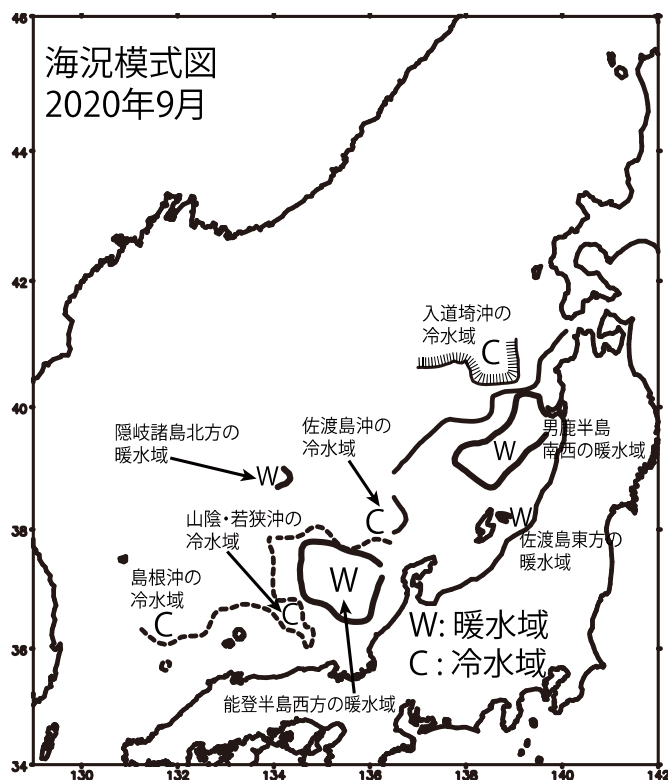 海況模式図
2020年9月
46
44
42
40
38
36
34
130
132
134
136
138
140
142
入道埼沖の
冷水域
C
男鹿半島
南西の暖水域
W
佐渡島沖の
冷水域
C
隠岐諸島北方の
暖水域
W
山陰・若狭沖の
冷水域
C
W
佐渡島東方の
暖水域
島根沖の
冷水域
C
W
能登半島西方の暖水域
W: 暖水域
C : 冷水域